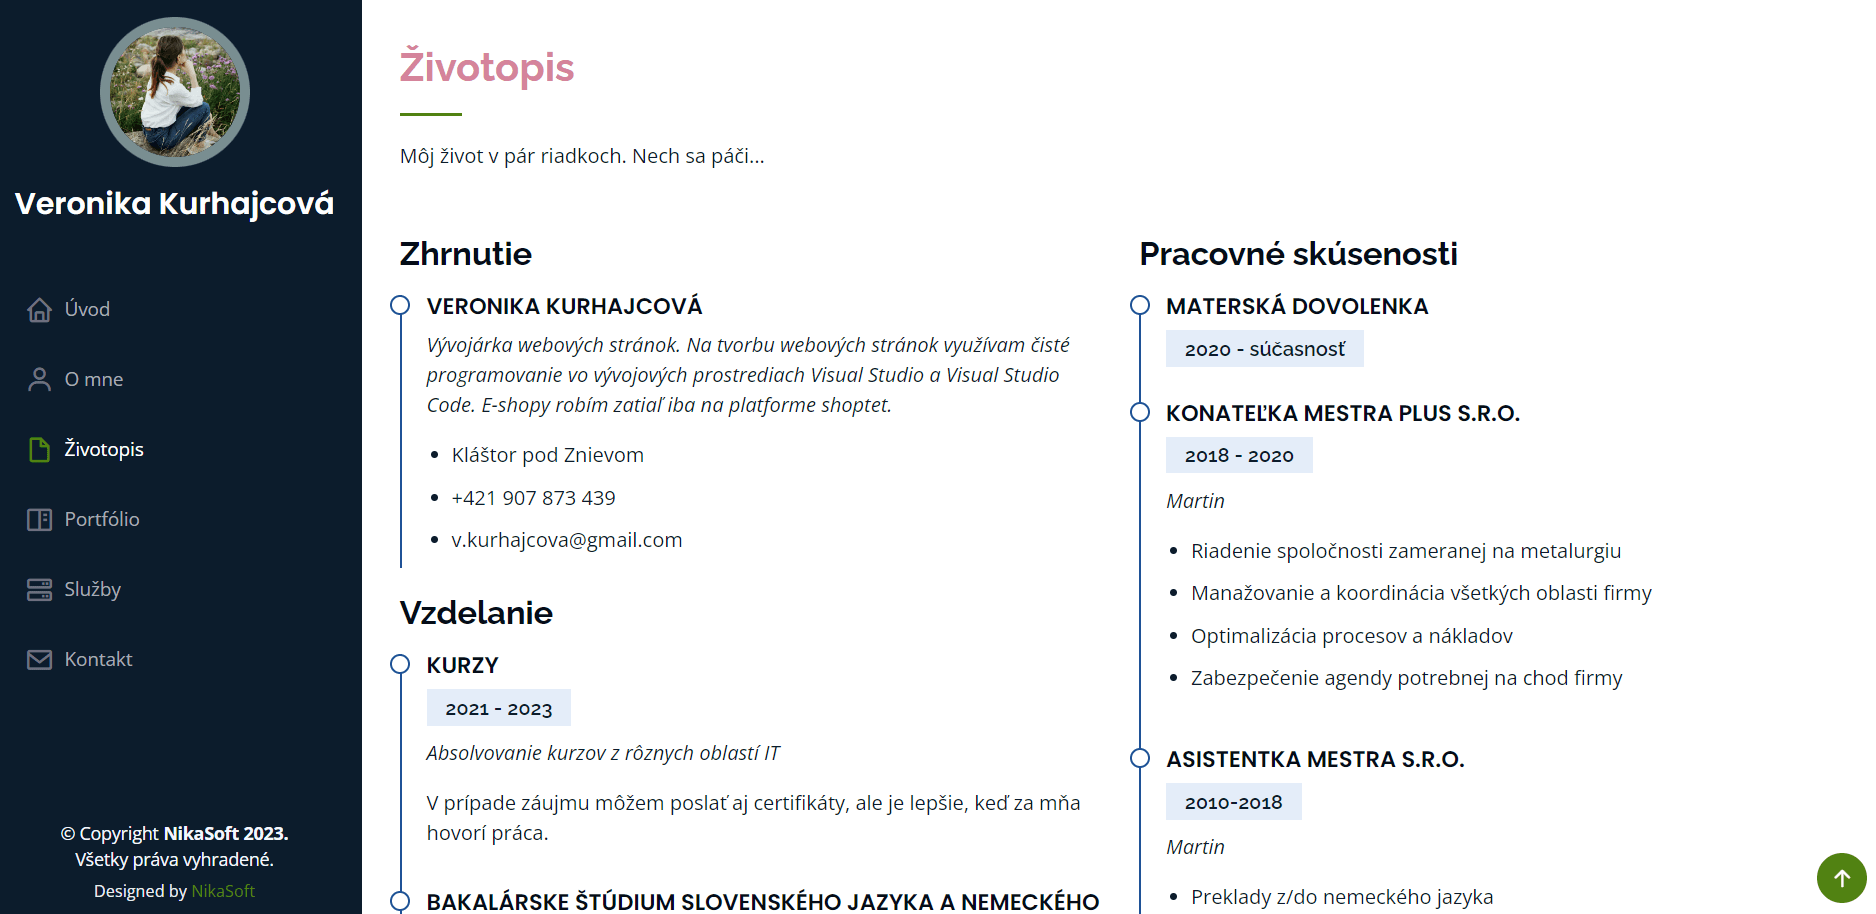 Veronika Kurhajcová
Úvod
O mne
Životopis
Portfólio
Služby
Kontakt
© Copyright NikaSoft 2023.
Všetky práva vyhradené.
Designed by NikaSoft
Životopis
Môj život v pár riadkoch. Nech sa páči...
Zhrnutie
VERONIKA KURHAJCOVÁ
Vývojárka webových stránok. Na tvorbu webových stránok využívam čisté
programovanie vo vývojových prostrediach Visual Studio a Visual Studio
Code. E-shopy robím zatiaľ iba na platforme shoptet.
Kláštor pod Znievom
+421 907 873 439
v.kurhajcova@gmail.com
Vzdelanie
KURZY
2021 - 2023
Absolvovanie kurzov z rôznych oblastí IT
V prípade záujmu môžem poslať aj certifikáty, ale je lepšie, keď za mňa
hovorí práca.
BAKALÁRSKE ŠTÚDIUM SLOVENSKÉHO JAZYKA A NEMECKÉHO
Pracovné skúsenosti
MATERSKÁ DOVOLENKA
2020 - súčasnosť
KONATEĽKA MESTRA PLUS S.R.O.
2018 - 2020
Martin
Riadenie spoločnosti zameranej na metalurgiu
Manažovanie a koordinácia všetkých oblasti firmy
Optimalizácia procesov a nákladov
Zabezpečenie agendy potrebnej na chod firmy
ASISTENTKA MESTRA S.R.O.
2010-2018
Martin
Preklady z/do nemeckého jazyka